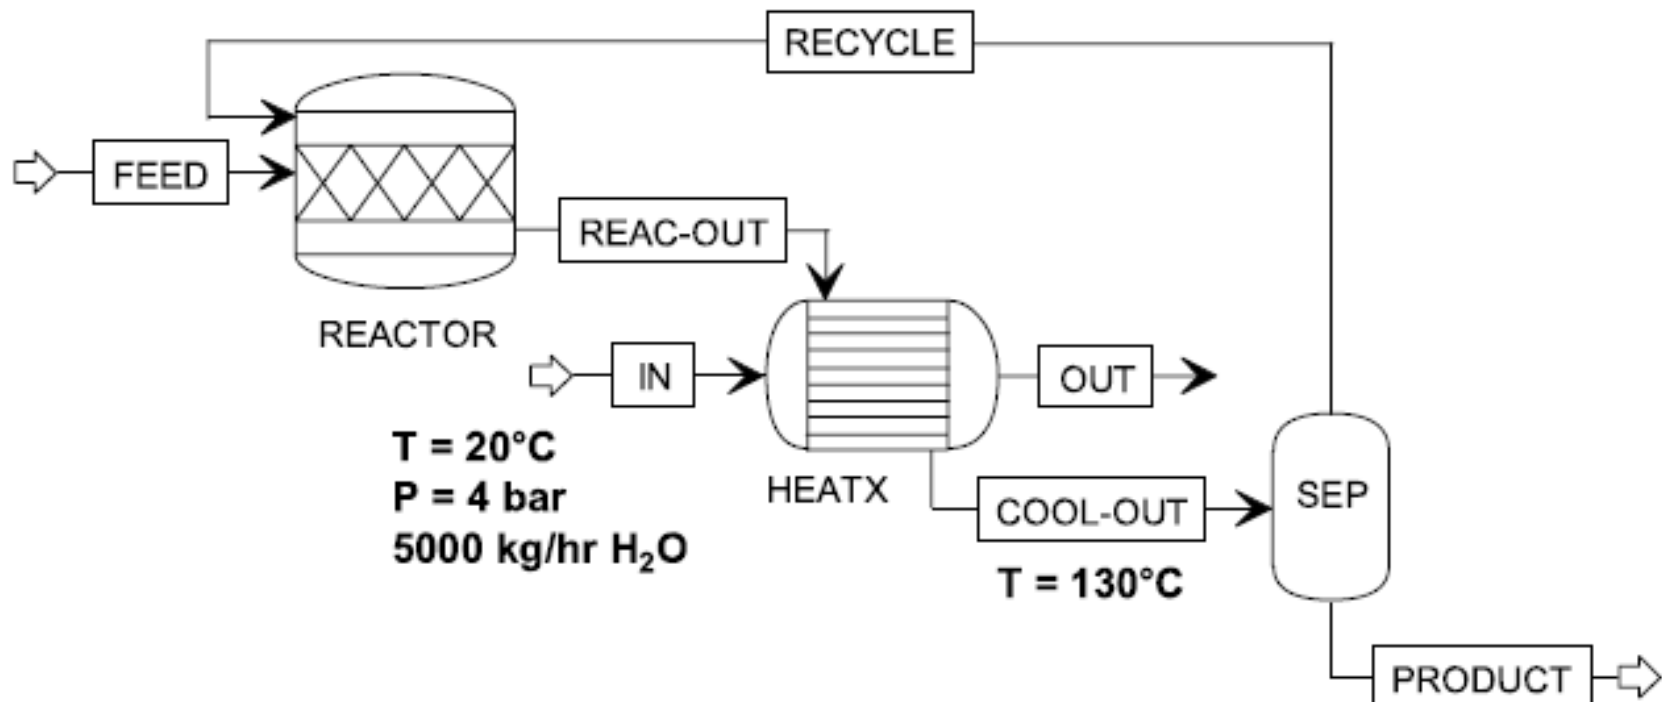 RECYCLE
FEED
REAC-OUT
REACTOR
IN
OUT
T = 20°C
P = 4 bar
5000 kg/hr H₂O
HEATX
COOL-OUT
T = 130°C
SEP
PRODUCT